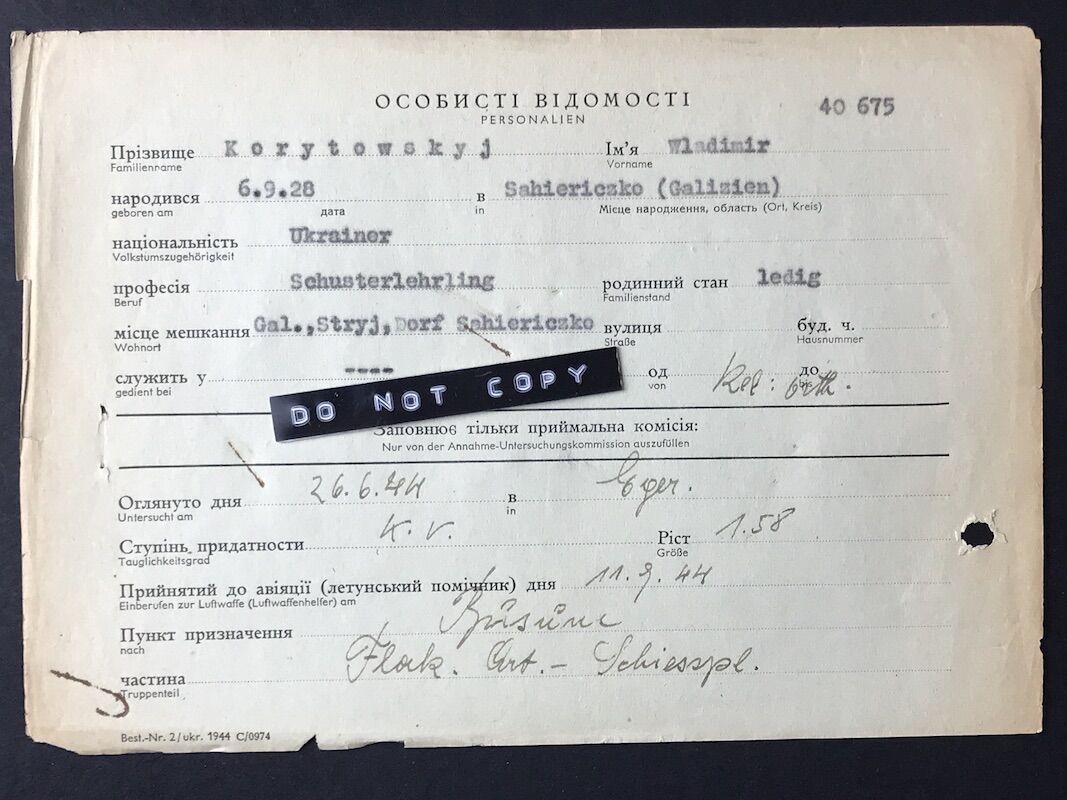 ОСОБИСТІ ВІДОМОСТІ
PERSONALIEN
40 675
Прізвище Korytowskyj Ім'я Wladimir
Familienname Vorname
народився 6.9.28 в Sahiericzko (Galizien)
geboren am дата in Місце народження, область (Ort, Kreis)
національність Ukrainer
Volkstumszugehörigkeit
професія Schusterlehrling родинний стан ledig
Beruf Familienstand
місце мешкання Gal., Stryj, Dorf Sehiericzko вулиця буд. ч.
Wohnort Straße Hausnummer
служить у ---- од до
gedient bei von bis Rel: orth.
DO NOT COPY
Заповнює тільки приймальна комісія:
Nur von der Annahme-Untersuchungskommission auszufüllen
Оглянуто дня 26.6.44 в Eger.
Untersucht am in
Ступінь придатности K.V. Ріст 1.58
Tauglichkeitsgrad Größe
Прийнятий до авіяції (летунський помічник) дня 11.9.44
Einberufen zur Luftwaffe (Luftwaffenhelfer) am
Пункт призначення Büsum
nach
частина Flak. Art.- Schiesspl.
Truppenteil
Best.-Nr. 2/ukr. 1944 C/0974